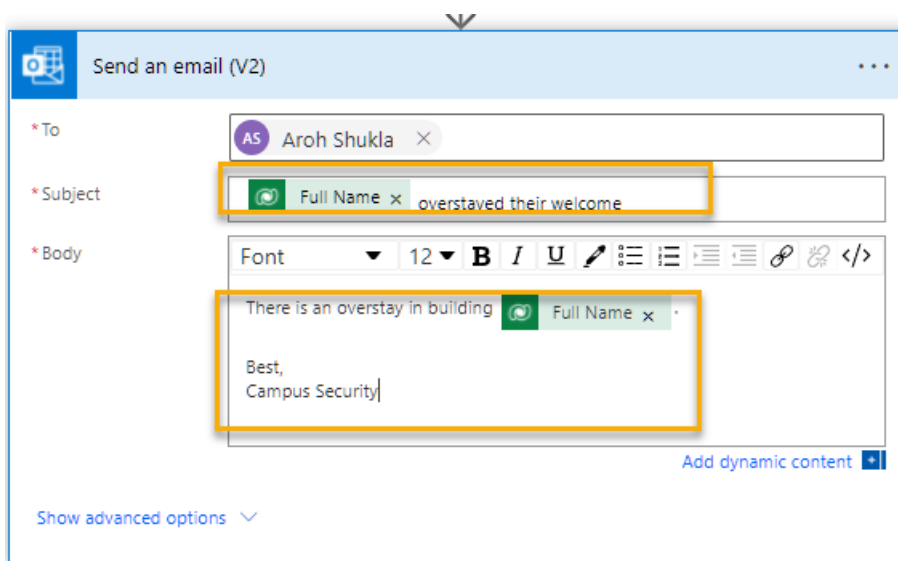 Send an email (V2)
* To
AS Aroh Shukla ×
* Subject
Full Name × overstayed their welcome
* Body
Font 12 B I U </>
There is an overstay in building Full Name × .
Best,
Campus Security
Add dynamic content +
Show advanced options